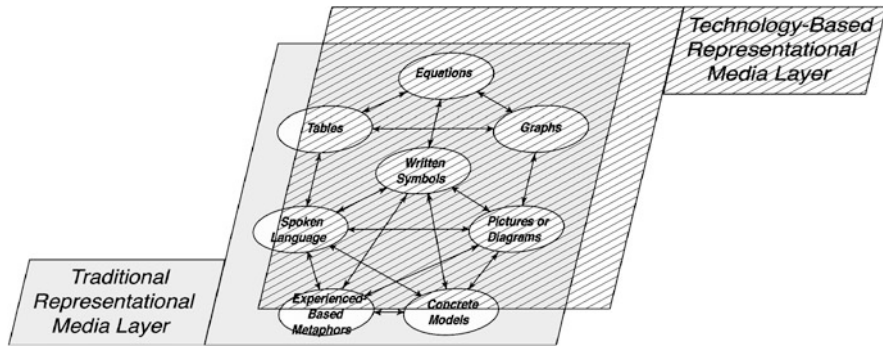 Technology-Based
Representational
Media Layer
Equations
Tables
Graphs
Written
Symbols
Spoken
Language
Pictures or
Diagrams
Experienced-
Based
Metaphors
Concrete
Models
Traditional
Representational
Media Layer